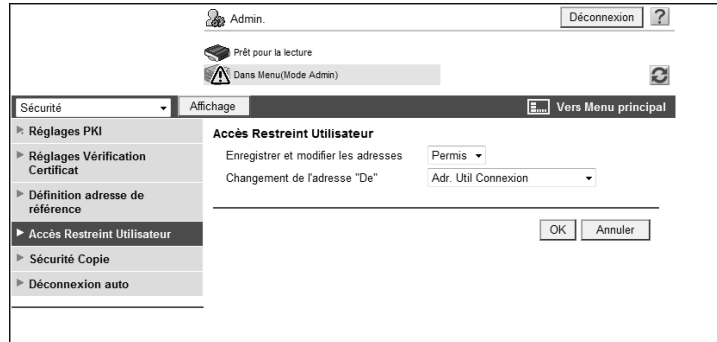 Admin.
Déconnexion
?
Prêt pour la lecture
Dans Menu(Mode Admin)
Sécurité
Affichage
Vers Menu principal
Réglages PKI
Réglages Vérification
Certificat
Définition adresse de
référence
Accès Restreint Utilisateur
Sécurité Copie
Déconnexion auto
Accès Restreint Utilisateur
Enregistrer et modifier les adresses Permis
Changement de l'adresse "De" Adr. Util Connexion
OK Annuler